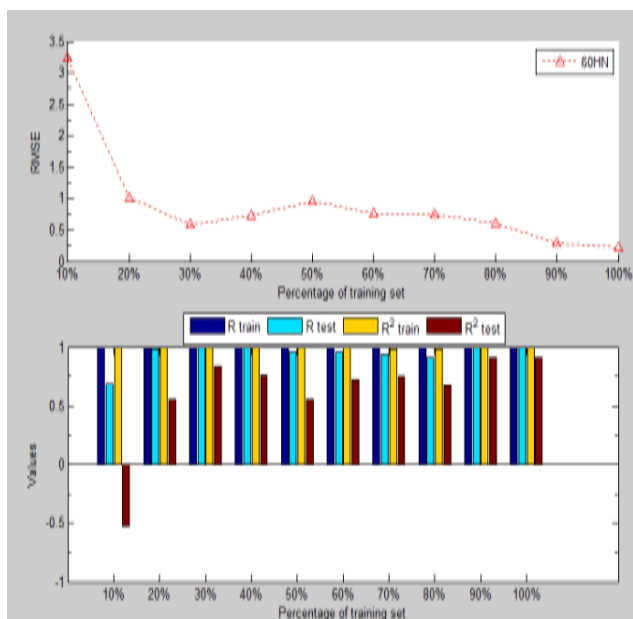 3.5
3
2.5
2
1.5
1
0.5
0
RMSE
60HN
10% 20% 30% 40% 50% 60% 70% 80% 90% 100%
Percentage of training set
R train R test R² train R² test
1
0.5
0
-0.5
-1
Values
10% 20% 30% 40% 50% 60% 70% 80% 90% 100%
Percentage of training set